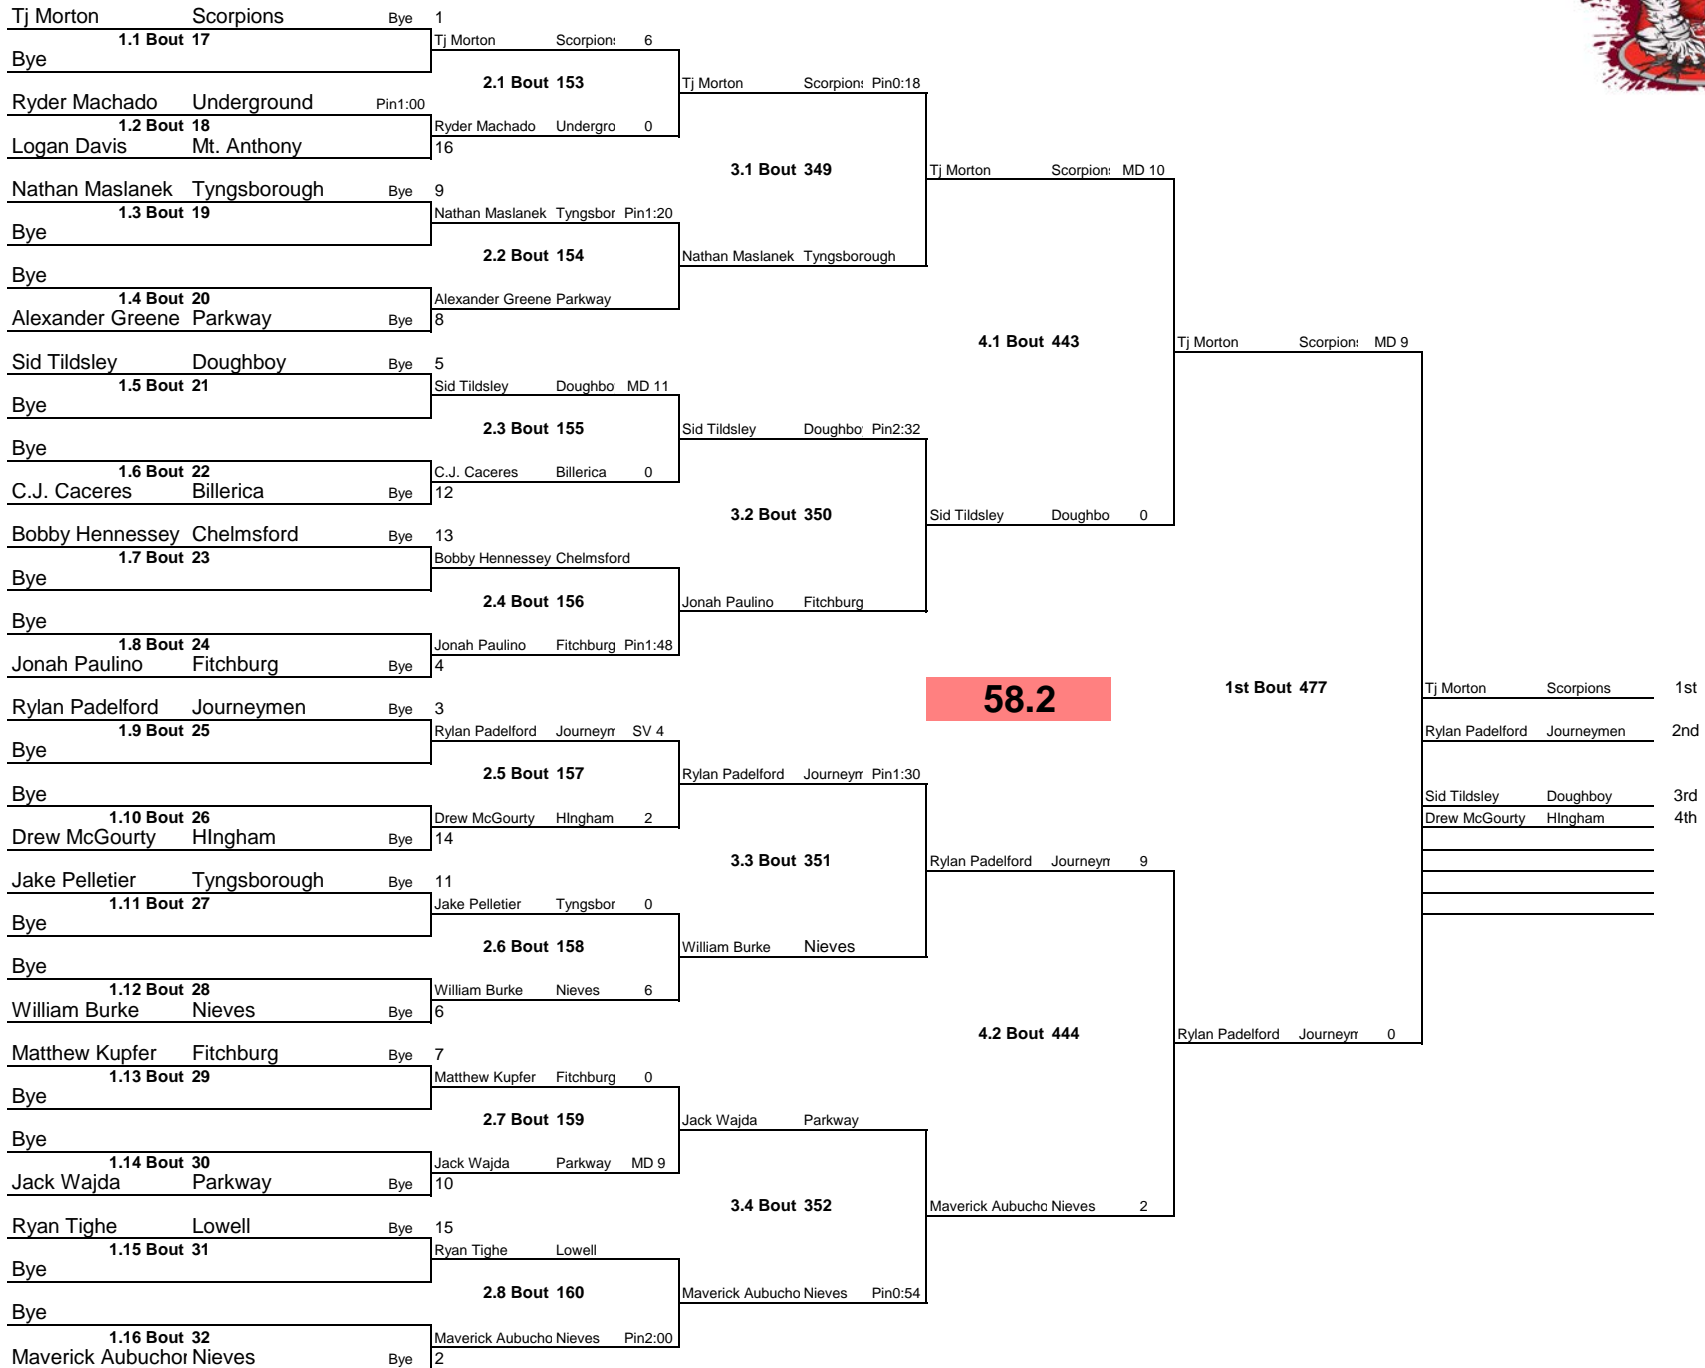 Tj Morton Scorpions Bye 1
1.1 Bout 17
Bye
Ryder Machado Underground Pin1:00
1.2 Bout 18
Logan Davis Mt. Anthony 16
Nathan Maslanek Tyngsborough Bye 9
1.3 Bout 19
Bye
Bye
1.4 Bout 20
Alexander Greene Parkway Bye 8
Sid Tildsley Doughboy Bye 5
1.5 Bout 21
Bye
Bye
1.6 Bout 22
C.J. Caceres Billerica Bye 12
Bobby Hennessey Chelmsford Bye 13
1.7 Bout 23
Bye
Bye
1.8 Bout 24
Jonah Paulino Fitchburg Bye 4
Rylan Padelford Journeymen Bye 3
1.9 Bout 25
Bye
Bye
1.10 Bout 26
Drew McGourty HIngham Bye 14
Jake Pelletier Tyngsborough Bye 11
1.11 Bout 27
Bye
Bye
1.12 Bout 28
William Burke Nieves Bye 6
Matthew Kupfer Fitchburg Bye 7
1.13 Bout 29
Bye
Bye
1.14 Bout 30
Jack Wajda Parkway Bye 10
Ryan Tighe Lowell Bye 15
1.15 Bout 31
Bye
Bye
1.16 Bout 32
Maverick Aubuchor Nieves Bye 2
Tj Morton Scorpion 6
2.1 Bout 153
Ryder Machado Undergro 0
Nathan Maslanek Tyngsbor Pin1:20
2.2 Bout 154
Alexander Greene Parkway
Sid Tildsley Doughbo MD 11
2.3 Bout 155
C.J. Caceres Billerica 0
Bobby Hennessey Chelmsford
2.4 Bout 156
Jonah Paulino Fitchburg Pin1:48
Rylan Padelford Journeym SV 4
2.5 Bout 157
Drew McGourty HIngham 2
Jake Pelletier Tyngsbor 0
2.6 Bout 158
William Burke Nieves 6
Matthew Kupfer Fitchburg 0
2.7 Bout 159
Jack Wajda Parkway MD 9
Ryan Tighe Lowell
2.8 Bout 160
Maverick Aubucho Nieves Pin2:00
Tj Morton Scorpion Pin0:18
3.1 Bout 349
Nathan Maslanek Tyngsborough
Sid Tildsley Doughbo Pin2:32
3.2 Bout 350
Jonah Paulino Fitchburg
Rylan Padelford Journeym Pin1:30
3.3 Bout 351
William Burke Nieves
Jack Wajda Parkway
3.4 Bout 352
Maverick Aubucho Nieves Pin0:54
Tj Morton Scorpion MD 10
4.1 Bout 443
Sid Tildsley Doughbo 0
58.2
Rylan Padelford Journeym 9
4.2 Bout 444
Maverick Aubucho Nieves 2
Tj Morton Scorpion MD 9
1st Bout 477
Rylan Padelford Journeym 0
Tj Morton Scorpions 1st
Rylan Padelford Journeymen 2nd
Sid Tildsley Doughboy 3rd
Drew McGourty HIngham 4th